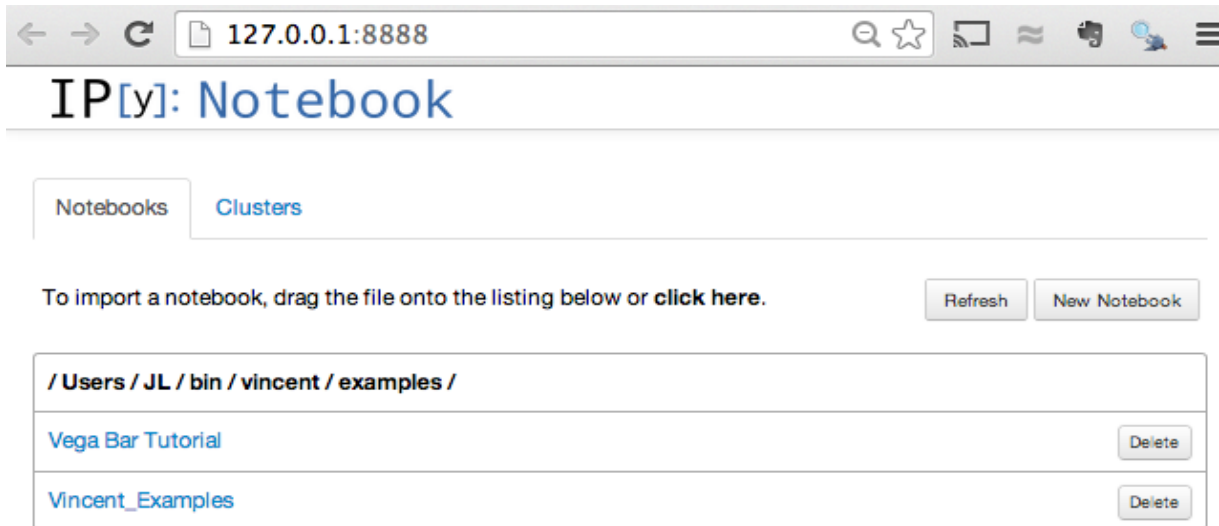 127.0.0.1:8888
IP[y]: Notebook
Notebooks Clusters
To import a notebook, drag the file onto the listing below or click here. Refresh New Notebook
/ Users / JL / bin / vincent / examples /
Vega Bar Tutorial Delete
Vincent_Examples Delete